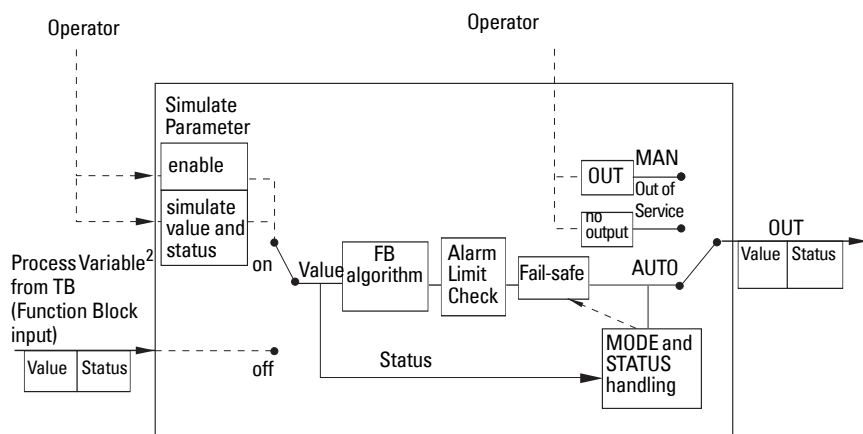 Operator
Operator
Simulate
Parameter
enable
simulate
value and
status
on
Process Variable²
from TB
(Function Block
input)
Value
Status
off
Value
FB
algorithm
Alarm
Limit
Check
Fail-safe
Status
MODE and
STATUS
handling
OUT
MAN
Out of
Service
no
output
AUTO
OUT
Value
Status